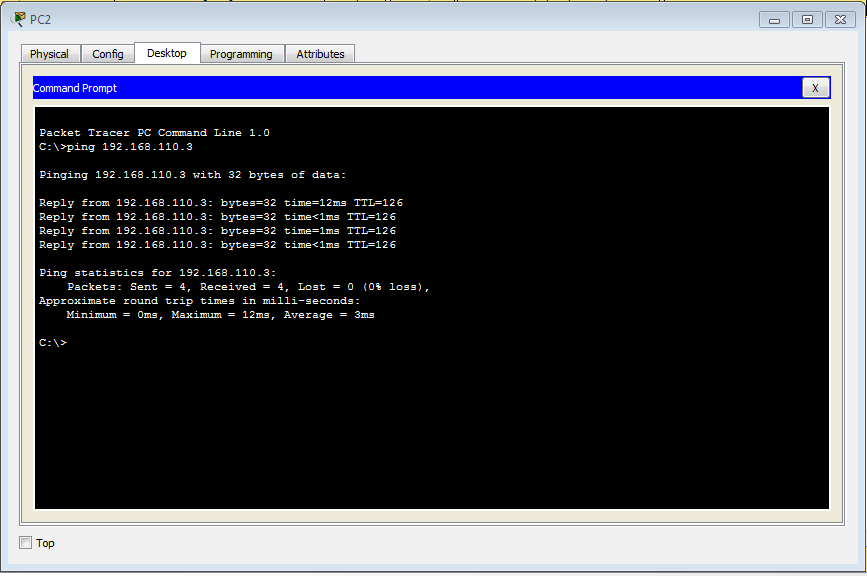 PC2
Physical Config Desktop Programming Attributes
Command Prompt X
Packet Tracer PC Command Line 1.0
C:\>ping 192.168.110.3
Pinging 192.168.110.3 with 32 bytes of data:
Reply from 192.168.110.3: bytes=32 time=12ms TTL=126
Reply from 192.168.110.3: bytes=32 time<1ms TTL=126
Reply from 192.168.110.3: bytes=32 time=1ms TTL=126
Reply from 192.168.110.3: bytes=32 time<1ms TTL=126
Ping statistics for 192.168.110.3:
Packets: Sent = 4, Received = 4, Lost = 0 (0% loss),
Approximate round trip times in milli-seconds:
Minimum = 0ms, Maximum = 12ms, Average = 3ms
C:\>
Top